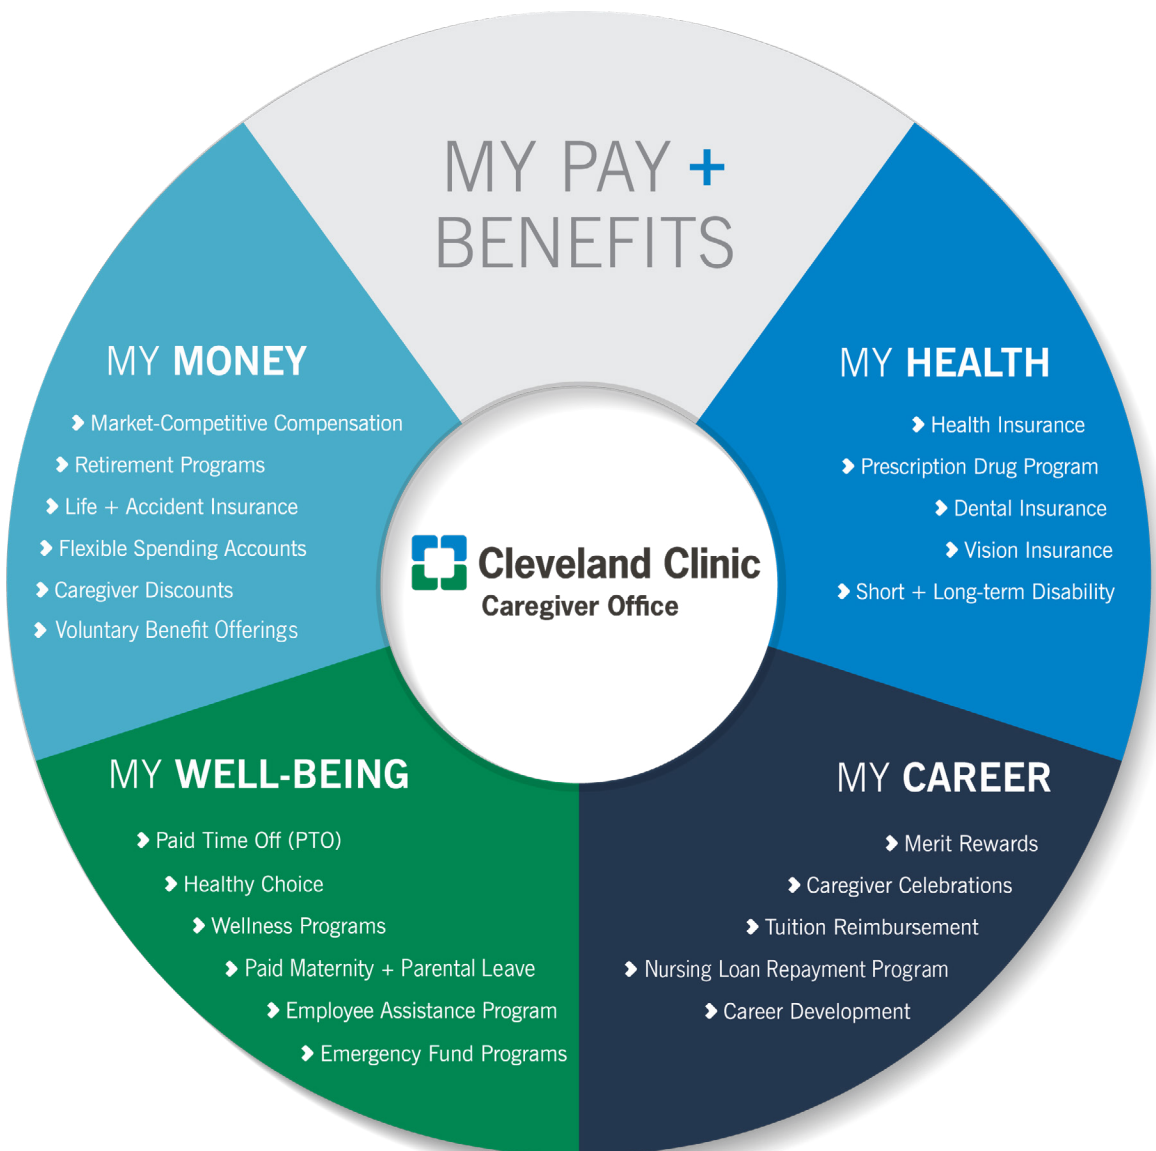 MY PAY +
BENEFITS
MY MONEY
Market-Competitive Compensation
Retirement Programs
Life + Accident Insurance
Flexible Spending Accounts
Caregiver Discounts
Voluntary Benefit Offerings
MY HEALTH
Health Insurance
Prescription Drug Program
Dental Insurance
Vision Insurance
Short + Long-term Disability
Cleveland Clinic
Caregiver Office
MY WELL-BEING
Paid Time Off (PTO)
Healthy Choice
Wellness Programs
Paid Maternity + Parental Leave
Employee Assistance Program
Emergency Fund Programs
MY CAREER
Merit Rewards
Caregiver Celebrations
Tuition Reimbursement
Nursing Loan Repayment Program
Career Development